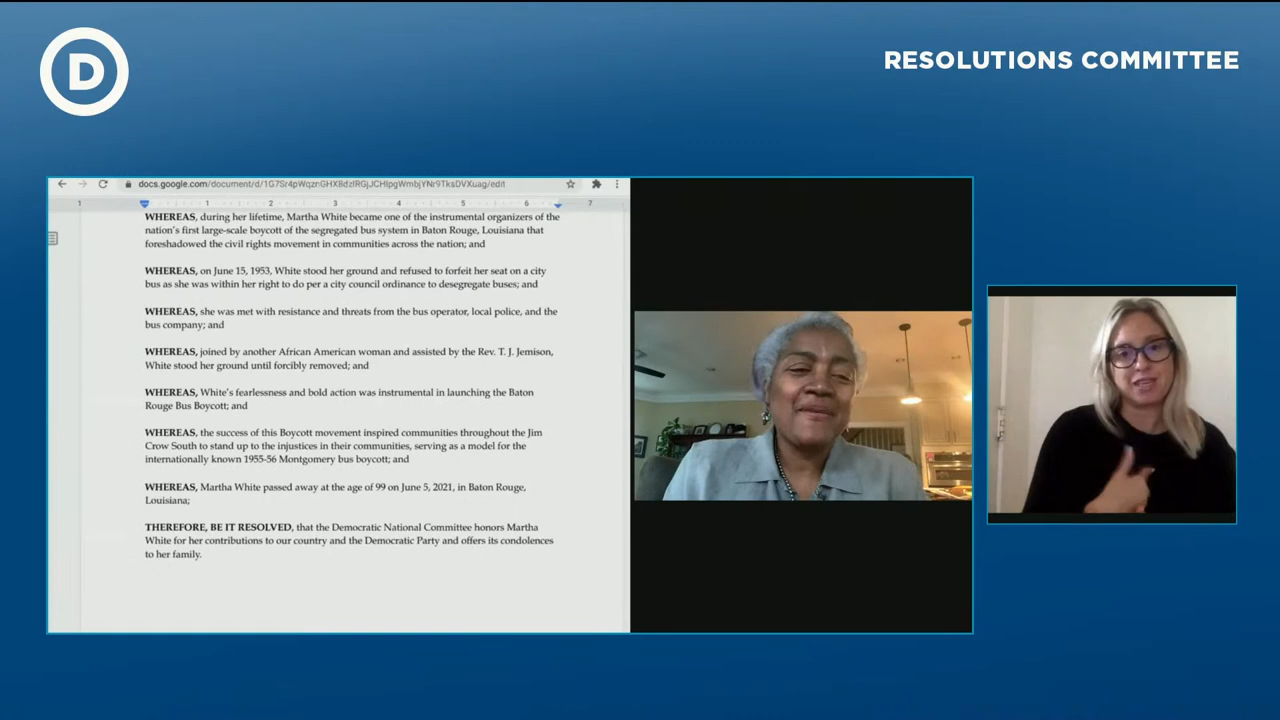 D
RESOLUTIONS COMMITTEE
docs.google.com/document/d/1G7Sr4pWqznGHXBdzlRGjJCHlpgWmbjYNr9TksDVXuag/edit
1 1 2 3 4 5 6 7
WHEREAS, during her lifetime, Martha White became one of the instrumental organizers of the
nation's first large-scale boycott of the segregated bus system in Baton Rouge, Louisiana that
foreshadowed the civil rights movement in communities across the nation; and
WHEREAS, on June 15, 1953, White stood her ground and refused to forfeit her seat on a city
bus as she was within her right to do per a city council ordinance to desegregate buses; and
WHEREAS, she was met with resistance and threats from the bus operator, local police, and the
bus company; and
WHEREAS, joined by another African American woman and assisted by the Rev. T. J. Jemison,
White stood her ground until forcibly removed; and
WHEREAS, White's fearlessness and bold action was instrumental in launching the Baton
Rouge Bus Boycott; and
WHEREAS, the success of this Boycott movement inspired communities throughout the Jim
Crow South to stand up to the injustices in their communities, serving as a model for the
internationally known 1955-56 Montgomery bus boycott; and
WHEREAS, Martha White passed away at the age of 99 on June 5, 2021, in Baton Rouge,
Louisiana;
THEREFORE, BE IT RESOLVED, that the Democratic National Committee honors Martha
White for her contributions to our country and the Democratic Party and offers its condolences
to her family.